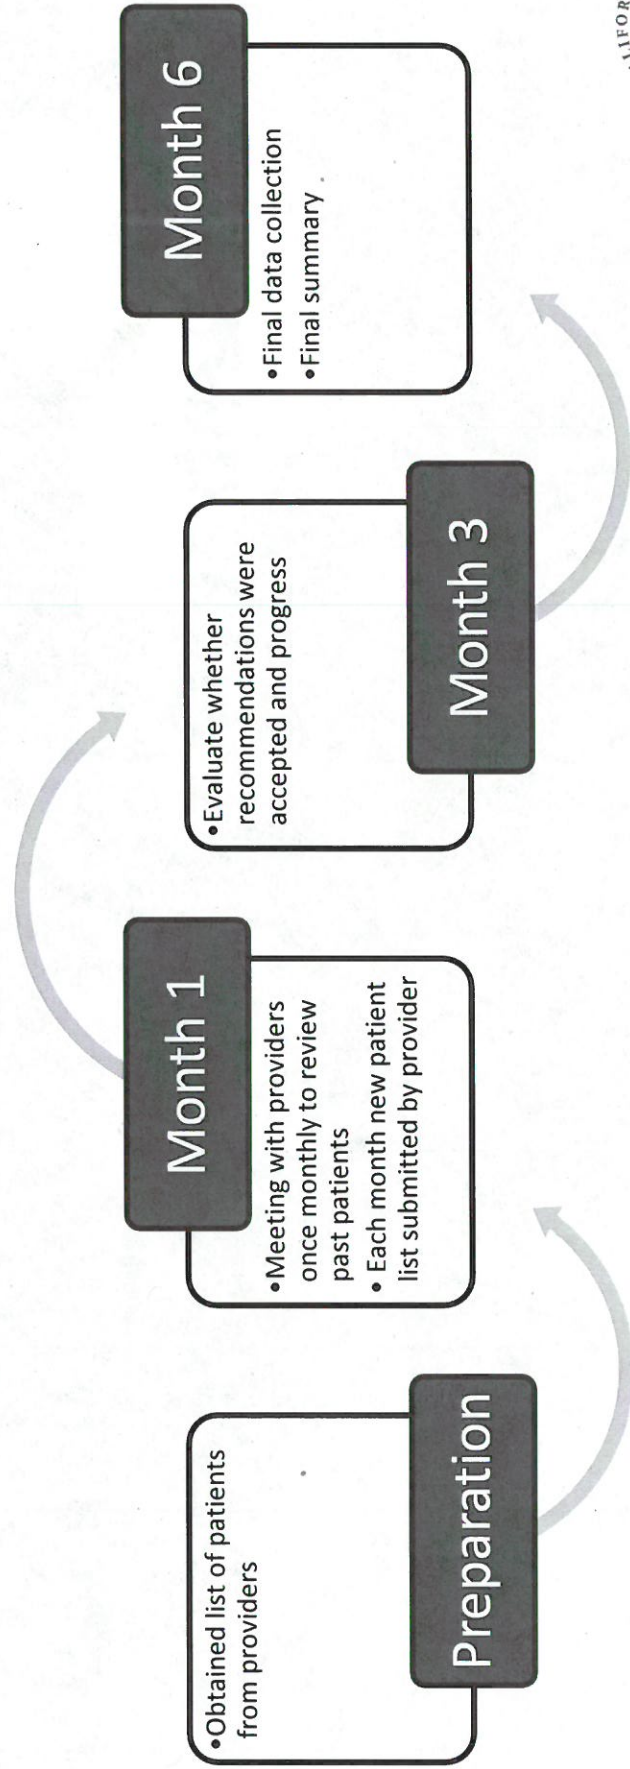 Preparation
•Obtained list of patients
from providers
Month 1
•Meeting with providers
once monthly to review
past patients
• Each month new patient
list submitted by provider
Month 3
•Evaluate whether
recommendations were
accepted and progress
Month 6
•Final data collection
•Final summary